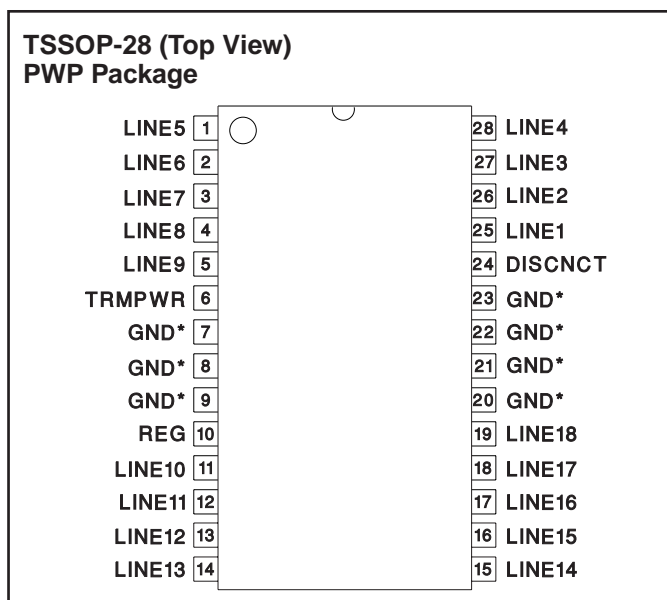 TSSOP-28 (Top View)
PWP Package
LINE5 1 28 LINE4
LINE6 2 27 LINE3
LINE7 3 26 LINE2
LINE8 4 25 LINE1
LINE9 5 24 DISCNCT
TRMPWR 6 23 GND*
GND* 7 22 GND*
GND* 8 21 GND*
GND* 9 20 GND*
REG 10 19 LINE18
LINE10 11 18 LINE17
LINE11 12 17 LINE16
LINE12 13 16 LINE15
LINE13 14 15 LINE14